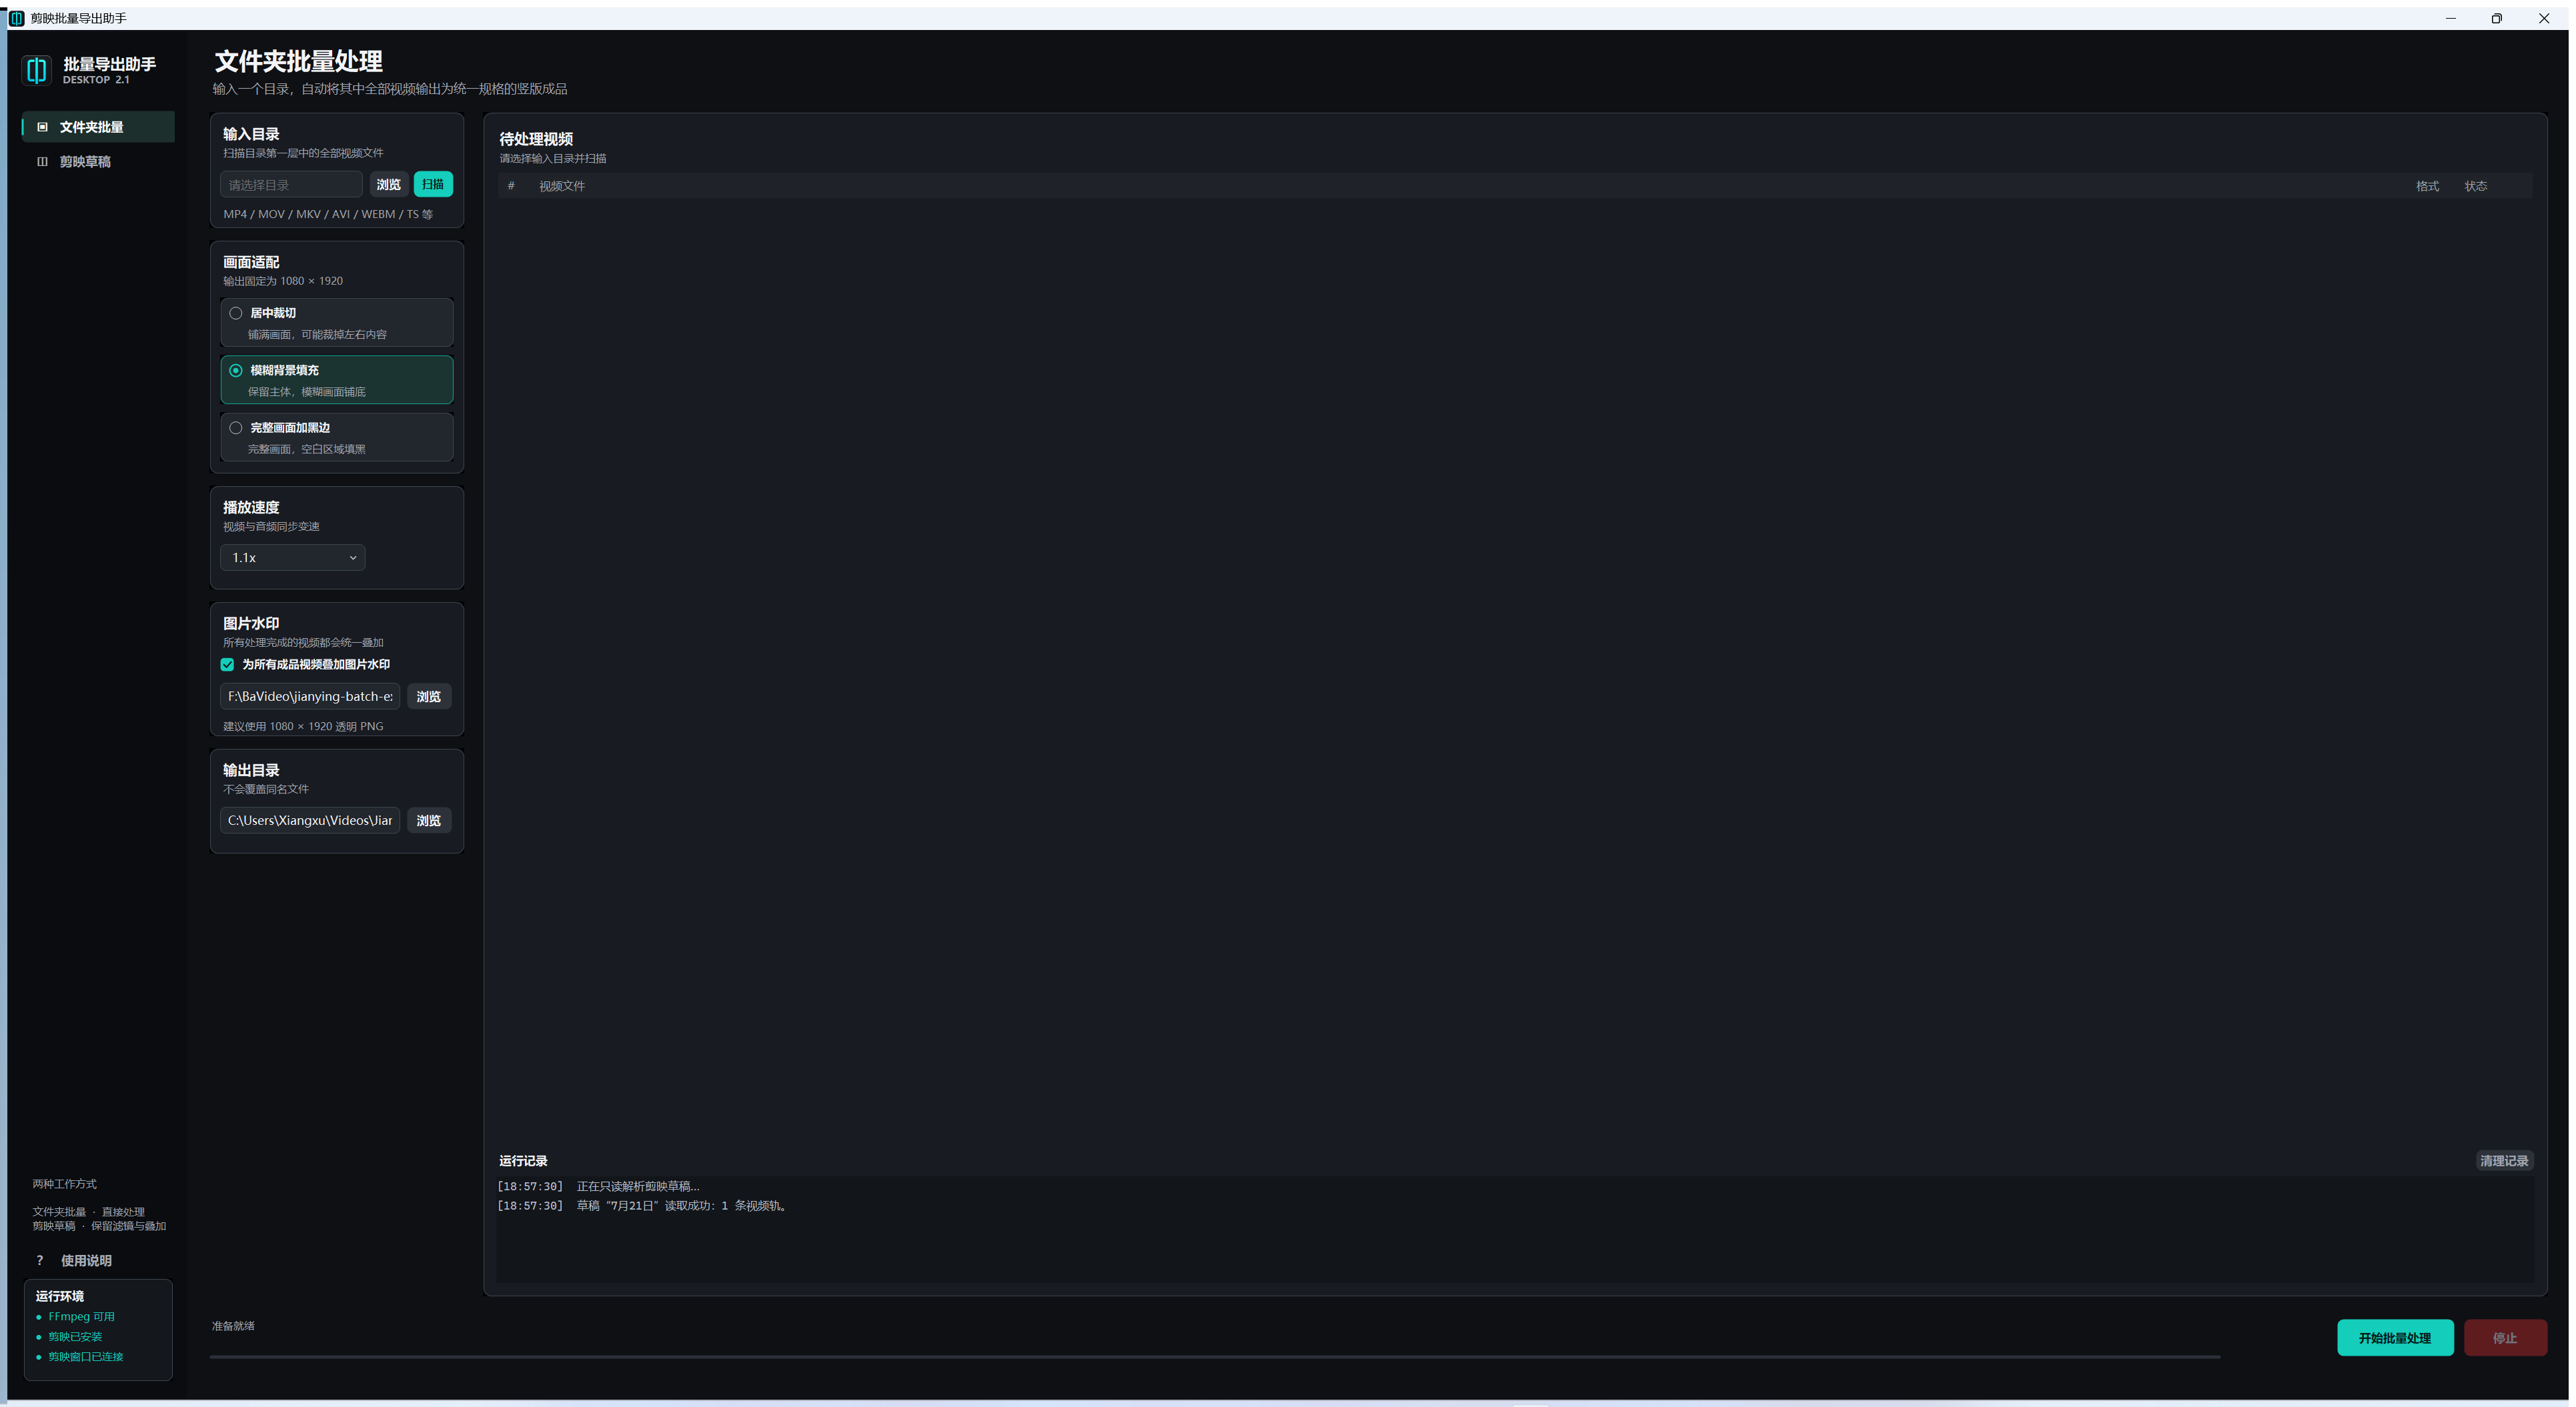 剪映批量导出助手
批量导出助手
DESKTOP 2.1
文件夹批量
剪映草稿
文件夹批量处理
输入一个目录，自动将其中全部视频输出为统一规格的竖版成品
输入目录
扫描目录第一层中的全部视频文件
请选择目录 浏览 扫描
MP4 / MOV / MKV / AVI / WEBM / TS 等
画面适配
输出固定为 1080 × 1920
居中裁切
铺满画面，可能裁掉左右内容
模糊背景填充
保留主体，模糊画面铺底
完整画面加黑边
完整画面，空白区域填黑
播放速度
视频与音频同步变速
1.1x
图片水印
所有处理完成的视频都会统一叠加
为所有成品视频叠加图片水印
F:\BaVideo\jianying-batch-e: 浏览
建议使用 1080 × 1920 透明 PNG
输出目录
不会覆盖同名文件
C:\Users\Xiangxu\Videos\Jiar 浏览
待处理视频
请选择输入目录并扫描
# 视频文件 格式 状态
运行记录 清理记录
[18:57:30] 正在只读解析剪映草稿...
[18:57:30] 草稿“7月21日”读取成功：1 条视频轨。
两种工作方式
文件夹批量 · 直接处理
剪映草稿 · 保留滤镜与叠加
? 使用说明
运行环境
FFmpeg 可用
剪映已安装
剪映窗口已连接
准备就绪
开始批量处理 停止